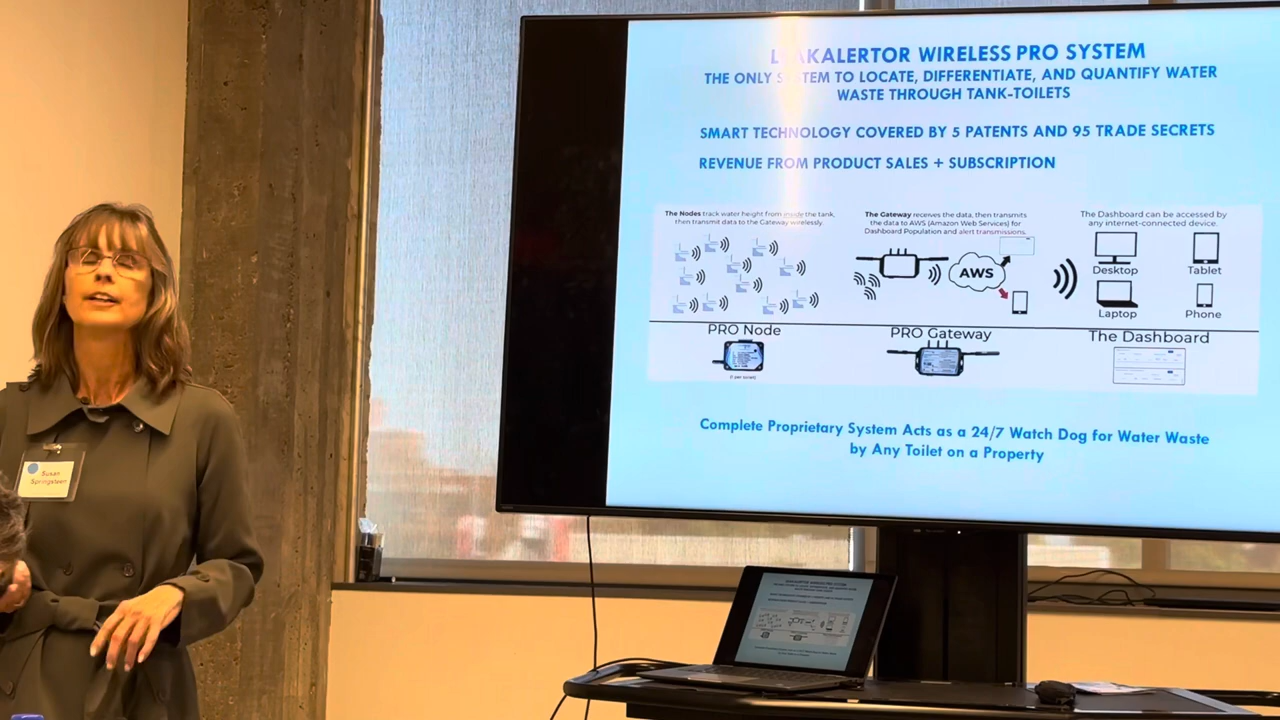 LEAKALERTOR WIRELESS PRO SYSTEM
THE ONLY SYSTEM TO LOCATE, DIFFERENTIATE, AND QUANTIFY WATER
WASTE THROUGH TANK-TOILETS
SMART TECHNOLOGY COVERED BY 5 PATENTS AND 95 TRADE SECRETS
REVENUE FROM PRODUCT SALES + SUBSCRIPTION
The Nodes track water height from inside the tank,
then transmit data to the Gateway wirelessly.
The Gateway receives the data, then transmits
the data to AWS (Amazon Web Services) for
Dashboard Population and alert transmissions.
The Dashboard can be accessed by
any internet-connected device.
AWS
Desktop
Tablet
Laptop
Phone
PRO Node
(1 per toilet)
PRO Gateway
The Dashboard
Complete Proprietary System Acts as a 24/7 Watch Dog for Water Waste
by Any Toilet on a Property
Susan
Springsteen